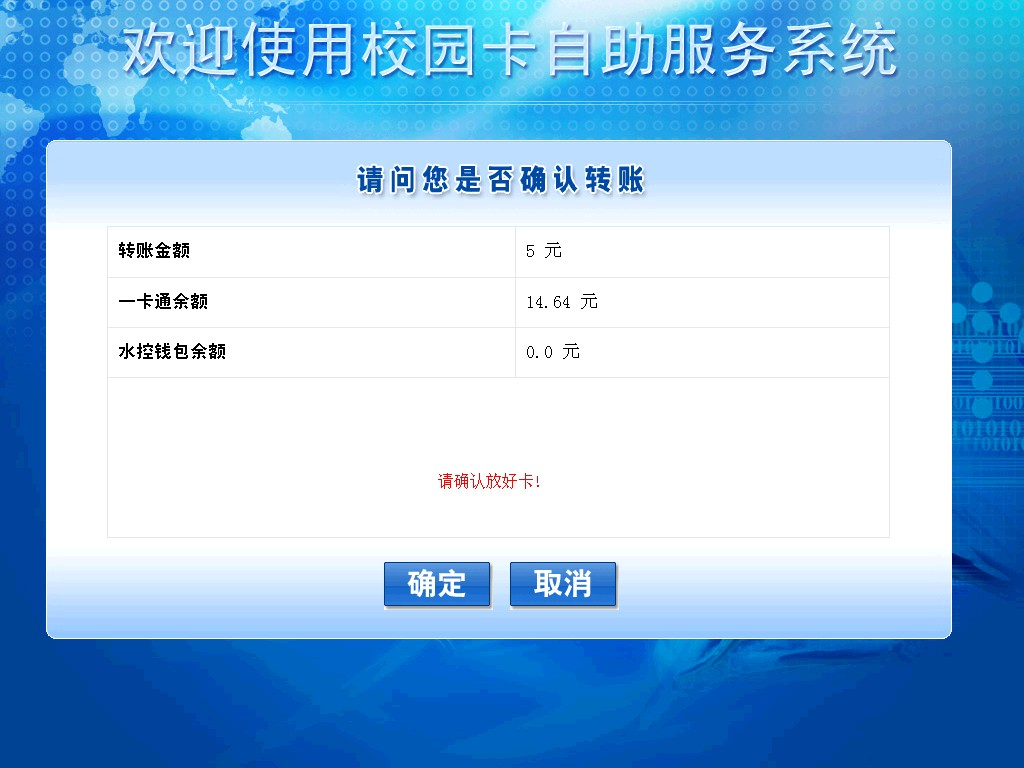 欢迎使用校园卡自助服务系统
请问您是否确认转账
转账金额 5 元
一卡通余额 14.64 元
水控钱包余额 0.0 元
请确认放好卡!
确定 取消